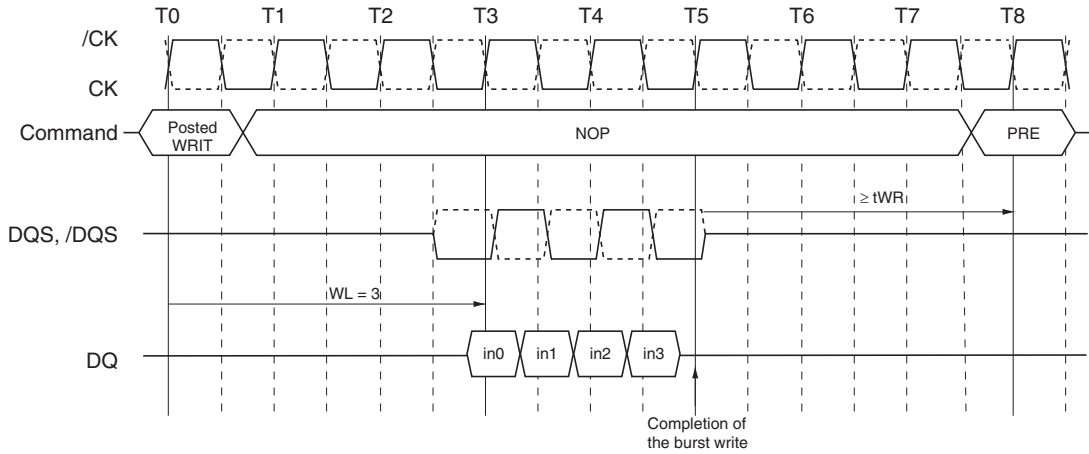 T0 T1 T2 T3 T4 T5 T6 T7 T8
/CK
CK
Command
Posted
WRIT
NOP
PRE
≥ tWR
DQS, /DQS
WL = 3
DQ
in0 in1 in2 in3
Completion of
the burst write